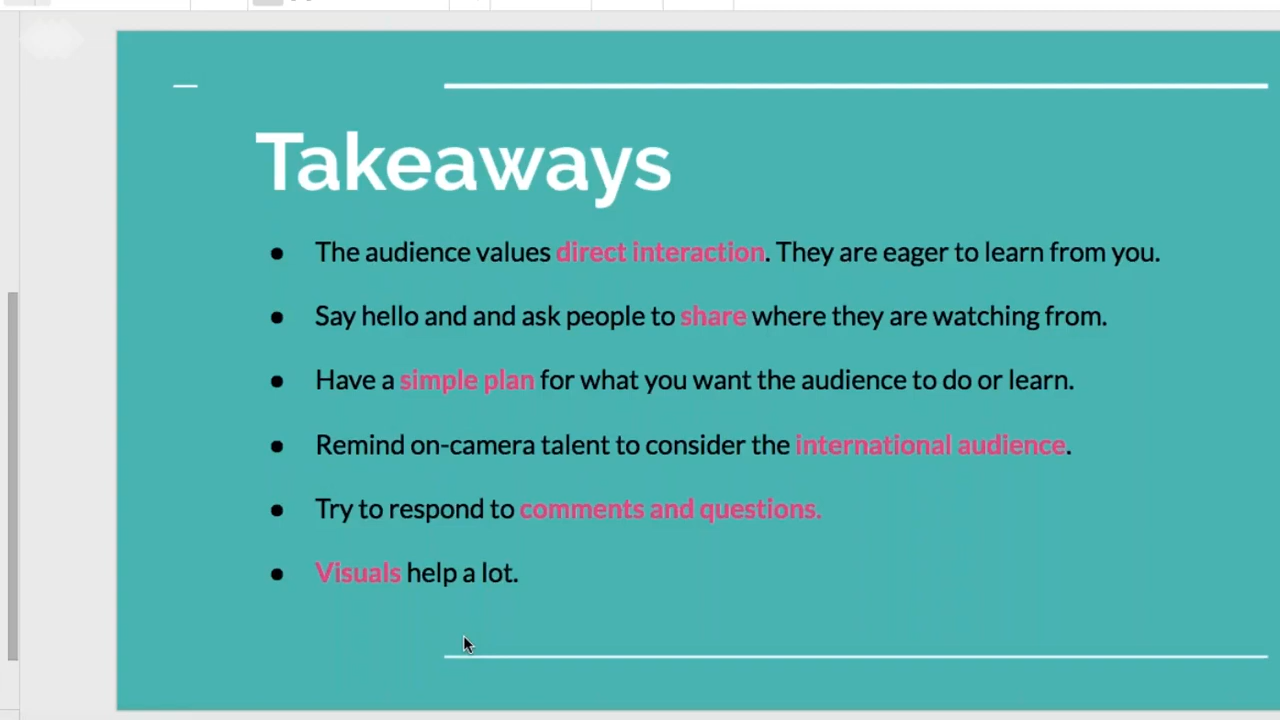 Takeaways
● The audience values direct interaction. They are eager to learn from you.
● Say hello and and ask people to share where they are watching from.
● Have a simple plan for what you want the audience to do or learn.
● Remind on-camera talent to consider the international audience.
● Try to respond to comments and questions.
● Visuals help a lot.